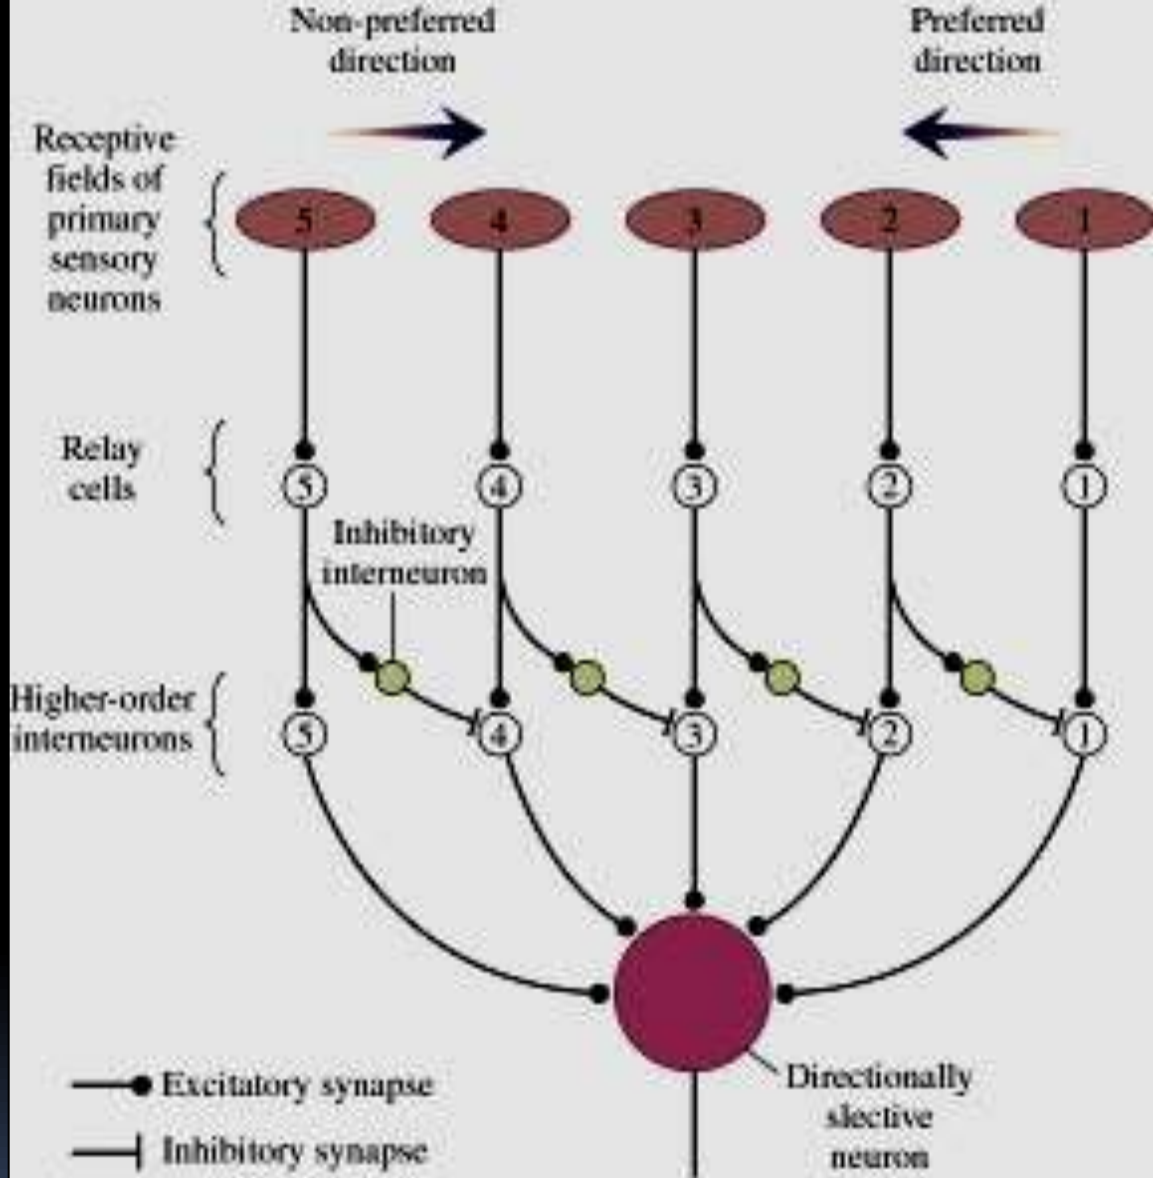 Non-preferred
direction
Preferred
direction
Receptive
fields of
primary
sensory
neurons
5 4 3 2 1
Relay
cells
5 4 3 2 1
Inhibitory
interneuron
Higher-order
interneurons
5 4 3 2 1
Directionally
slective
neuron
Excitatory synapse
Inhibitory synapse